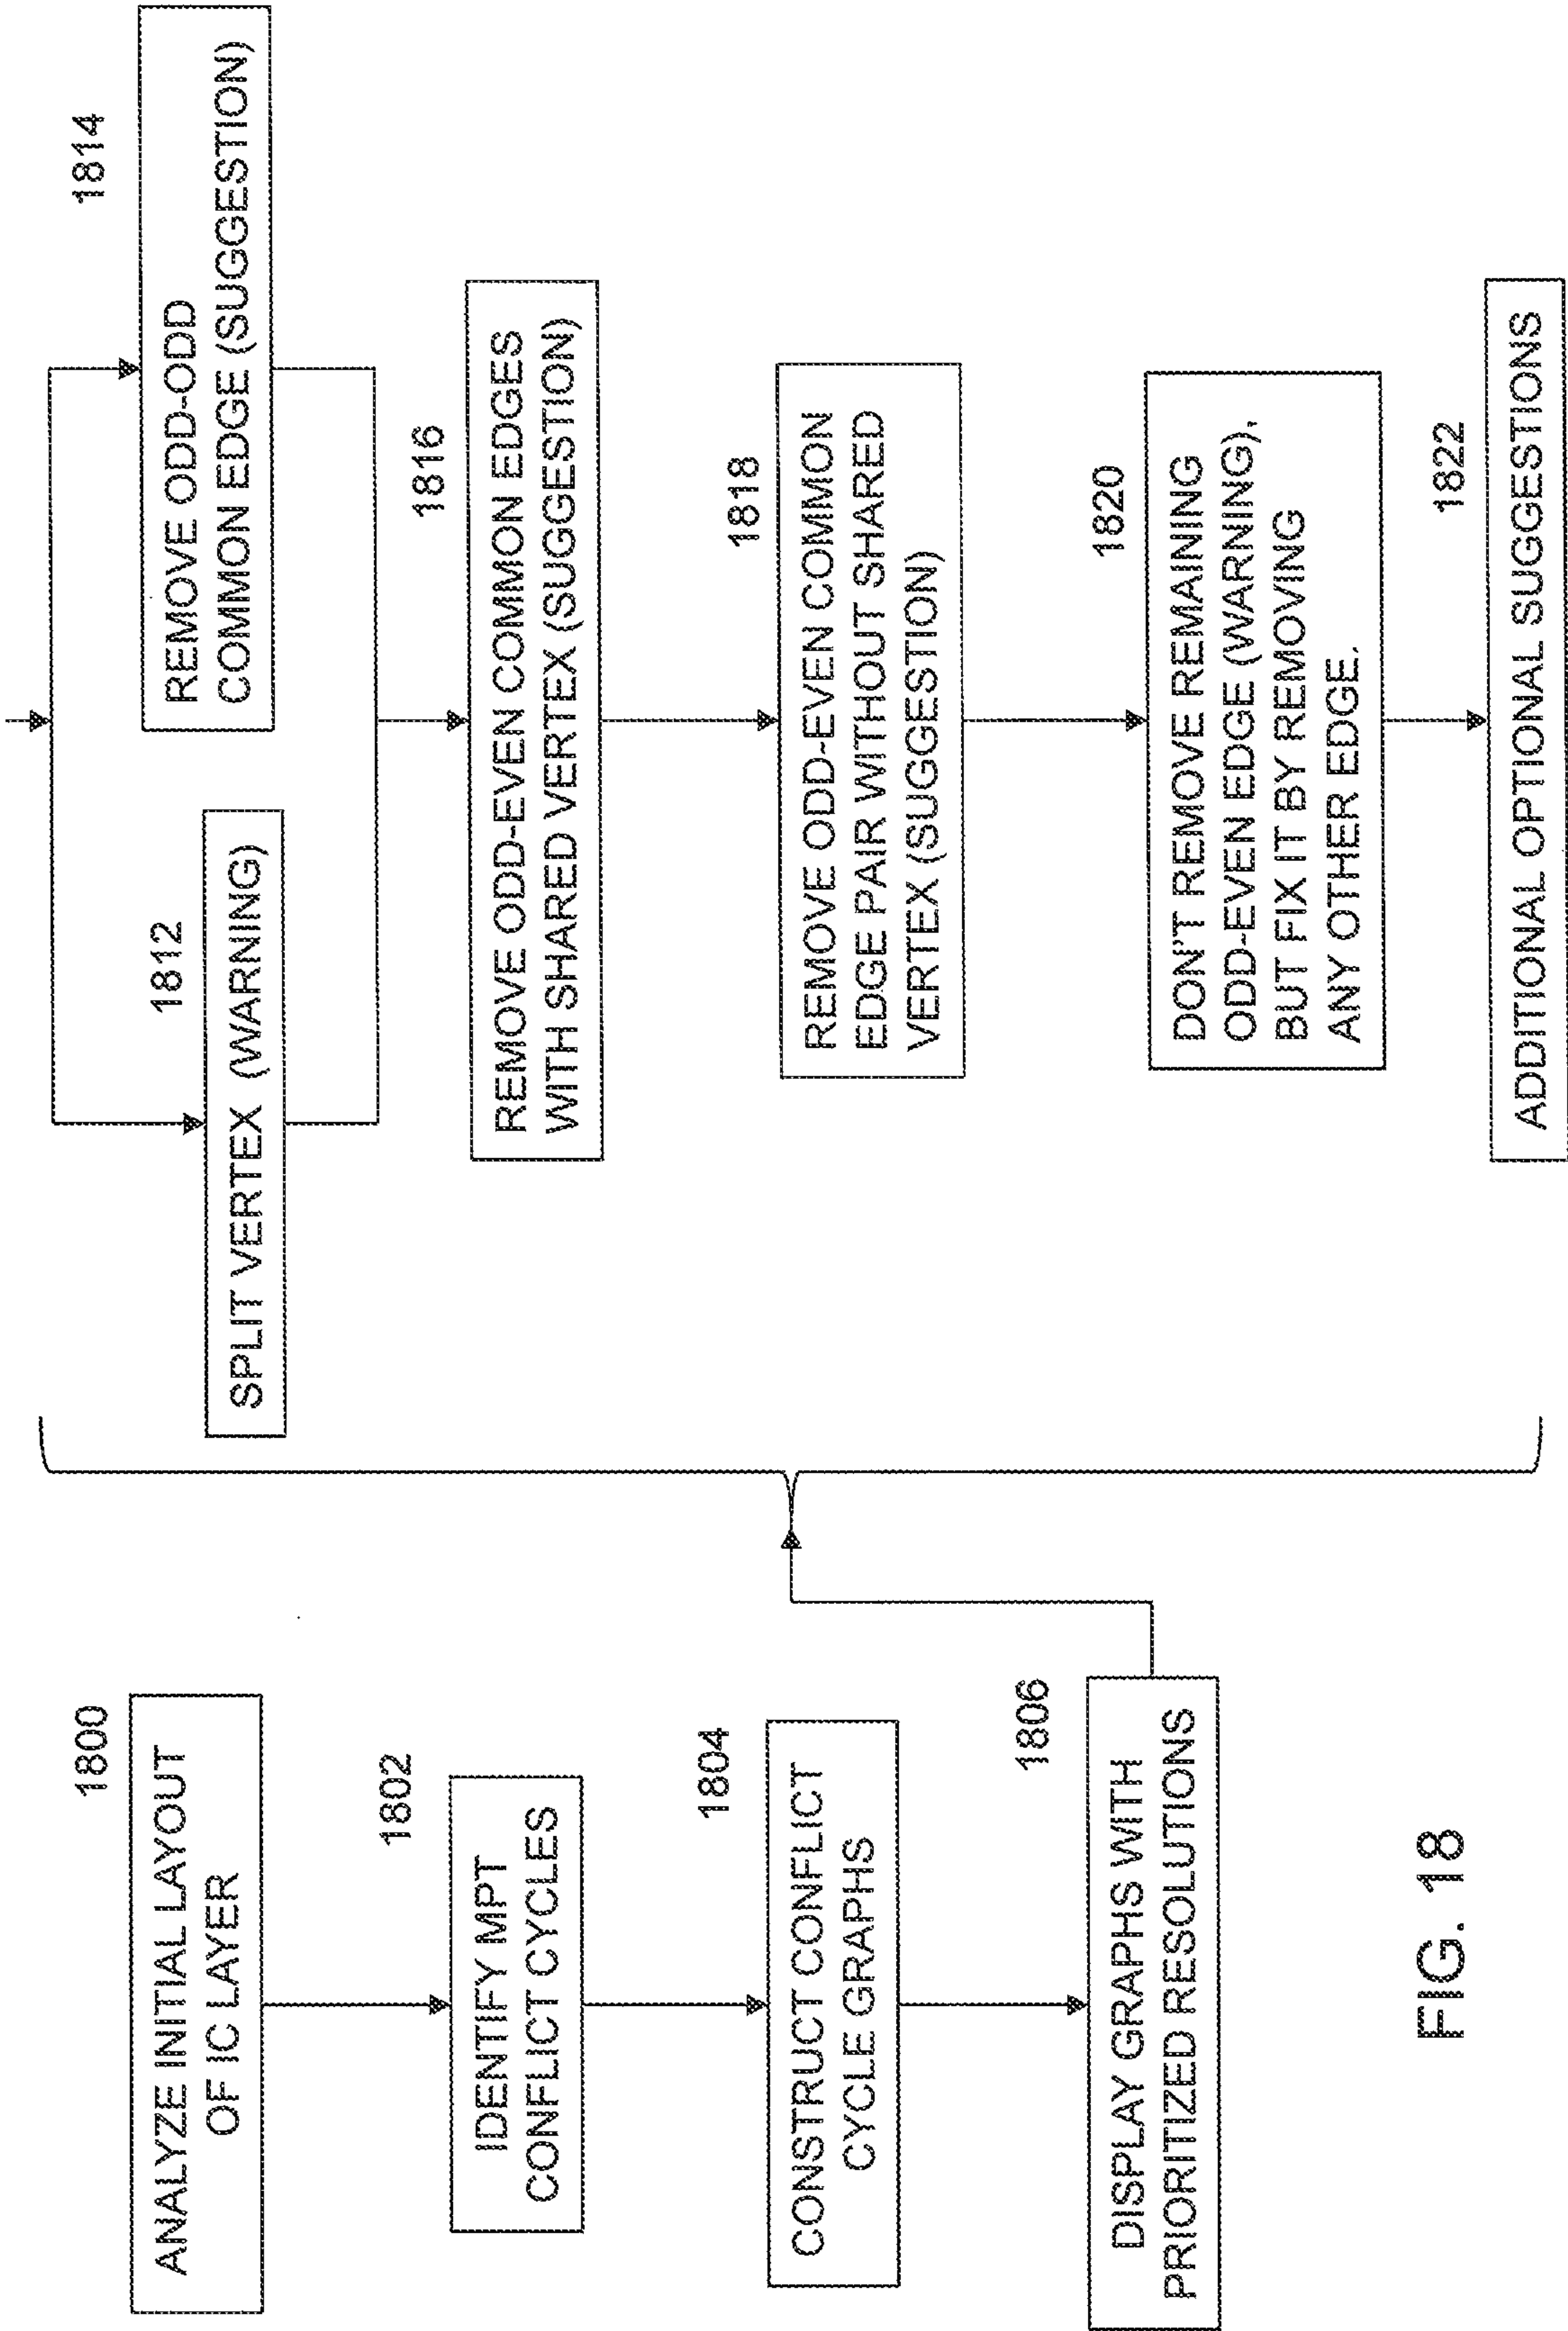 1800
ANALYZE INITIAL LAYOUT
OF IC LAYER
1802
IDENTIFY MPT
CONFLICT CYCLES
1804
CONSTRUCT CONFLICT
CYCLE GRAPHS
1806
DISPLAY GRAPHS WITH
PRIORITIZED RESOLUTIONS
1812
SPLIT VERTEX (WARNING)
1814
REMOVE ODD-ODD
COMMON EDGE (SUGGESTION)
1816
REMOVE ODD-EVEN COMMON EDGES
WITH SHARED VERTEX (SUGGESTION)
1818
REMOVE ODD-EVEN COMMON
EDGE PAIR WITHOUT SHARED
VERTEX (SUGGESTION)
1820
DON'T REMOVE REMAINING
ODD-EVEN EDGE (WARNING),
BUT FIX IT BY REMOVING
ANY OTHER EDGE.
1822
ADDITIONAL OPTIONAL SUGGESTIONS
FIG. 18